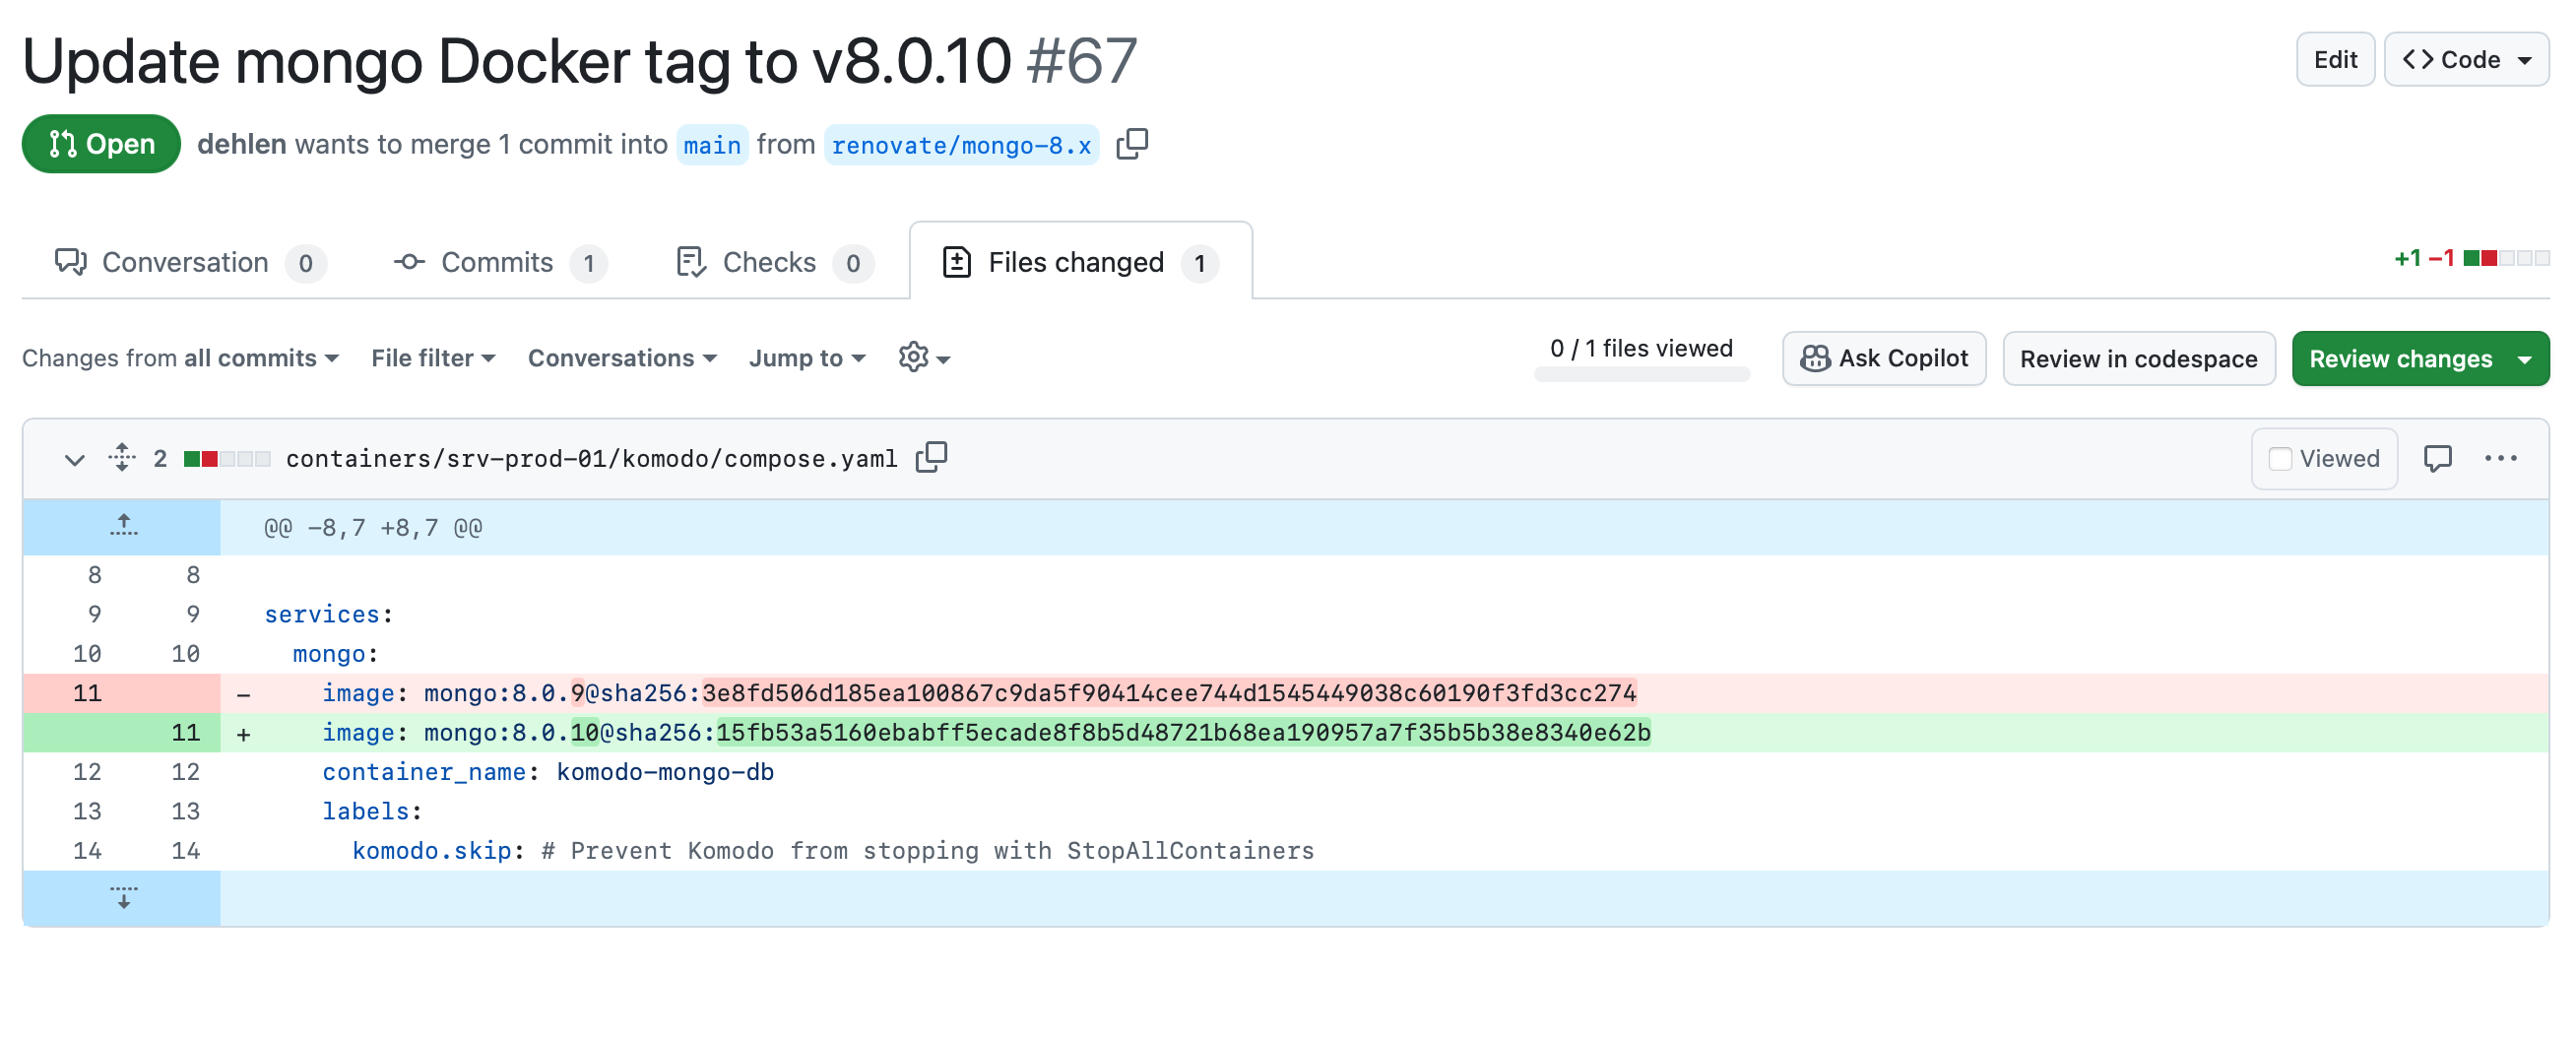 Update mongo Docker tag to v8.0.10 #67
Edit
Code
Open
dehlen wants to merge 1 commit into main from renovate/mongo-8.x
Conversation 0
Commits 1
Checks 0
Files changed 1
+1 −1
Changes from all commits
File filter
Conversations
Jump to
0 / 1 files viewed
Ask Copilot
Review in codespace
Review changes
2 containers/srv-prod-01/komodo/compose.yaml
Viewed
@@ -8,7 +8,7 @@
8 8
9 9 services:
10 10 mongo:
11 - image: mongo:8.0.9@sha256:3e8fd506d185ea100867c9da5f90414cee744d1545449038c60190f3fd3cc274
11 + image: mongo:8.0.10@sha256:15fb53a5160ebabff5ecade8f8b5d48721b68ea190957a7f35b5b38e8340e62b
12 12 container_name: komodo-mongo-db
13 13 labels:
14 14 komodo.skip: # Prevent Komodo from stopping with StopAllContainers